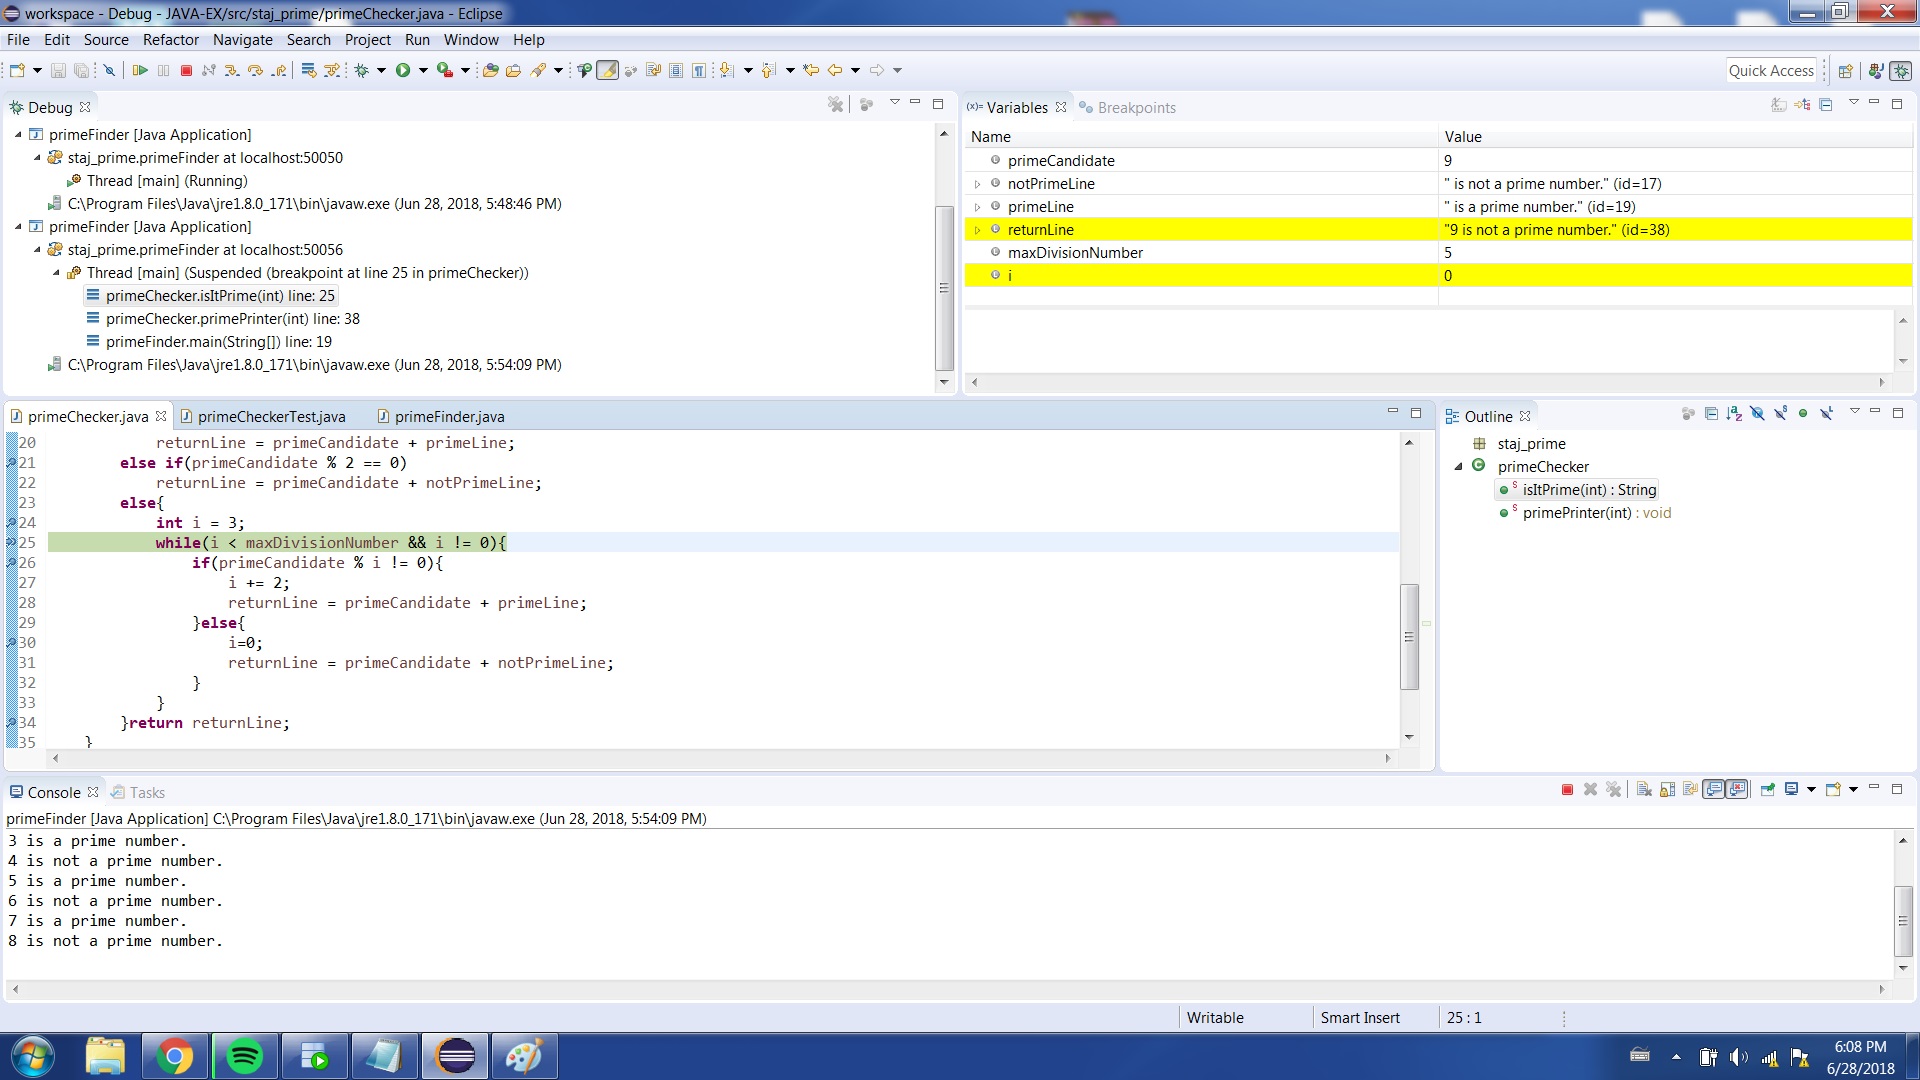 workspace - Debug - JAVA-EX/src/staj_prime/primeChecker.java - Eclipse
File Edit Source Refactor Navigate Search Project Run Window Help
Quick Access
Debug
primeFinder [Java Application]
staj_prime.primeFinder at localhost:50050
Thread [main] (Running)
C:\Program Files\Java\jre1.8.0_171\bin\javaw.exe (Jun 28, 2018, 5:48:46 PM)
primeFinder [Java Application]
staj_prime.primeFinder at localhost:50056
Thread [main] (Suspended (breakpoint at line 25 in primeChecker))
primeChecker.isItPrime(int) line: 25
primeChecker.primePrinter(int) line: 38
primeFinder.main(String[]) line: 19
C:\Program Files\Java\jre1.8.0_171\bin\javaw.exe (Jun 28, 2018, 5:54:09 PM)
(x)= Variables Breakpoints
Name Value
primeCandidate 9
notPrimeLine " is not a prime number." (id=17)
primeLine " is a prime number." (id=19)
returnLine "9 is not a prime number." (id=38)
maxDivisionNumber 5
i 0
primeChecker.java primeCheckerTest.java primeFinder.java
20 returnLine = primeCandidate + primeLine;
21 else if(primeCandidate % 2 == 0)
22 returnLine = primeCandidate + notPrimeLine;
23 else{
24 int i = 3;
25 while(i < maxDivisionNumber && i != 0){
26 if(primeCandidate % i != 0){
27 i += 2;
28 returnLine = primeCandidate + primeLine;
29 }else{
30 i=0;
31 returnLine = primeCandidate + notPrimeLine;
32 }
33 }
34 }return returnLine;
35 }
Outline
staj_prime
primeChecker
isItPrime(int) : String
primePrinter(int) : void
Console Tasks
primeFinder [Java Application] C:\Program Files\Java\jre1.8.0_171\bin\javaw.exe (Jun 28, 2018, 5:54:09 PM)
3 is a prime number.
4 is not a prime number.
5 is a prime number.
6 is not a prime number.
7 is a prime number.
8 is not a prime number.
Writable Smart Insert 25 : 1
6:08 PM
6/28/2018